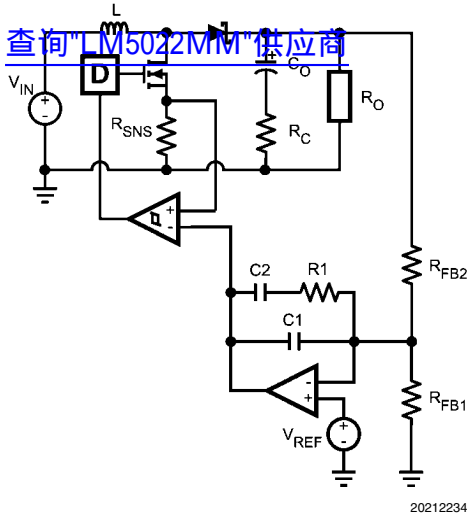 L
查询"LM5022MM"供应商
D
+
C_O
V_IN
+
-
R_O
R_SNS
R_C
+
-
C2
R1
R_FB2
C1
-
+
R_FB1
V_REF
+
-
20212234